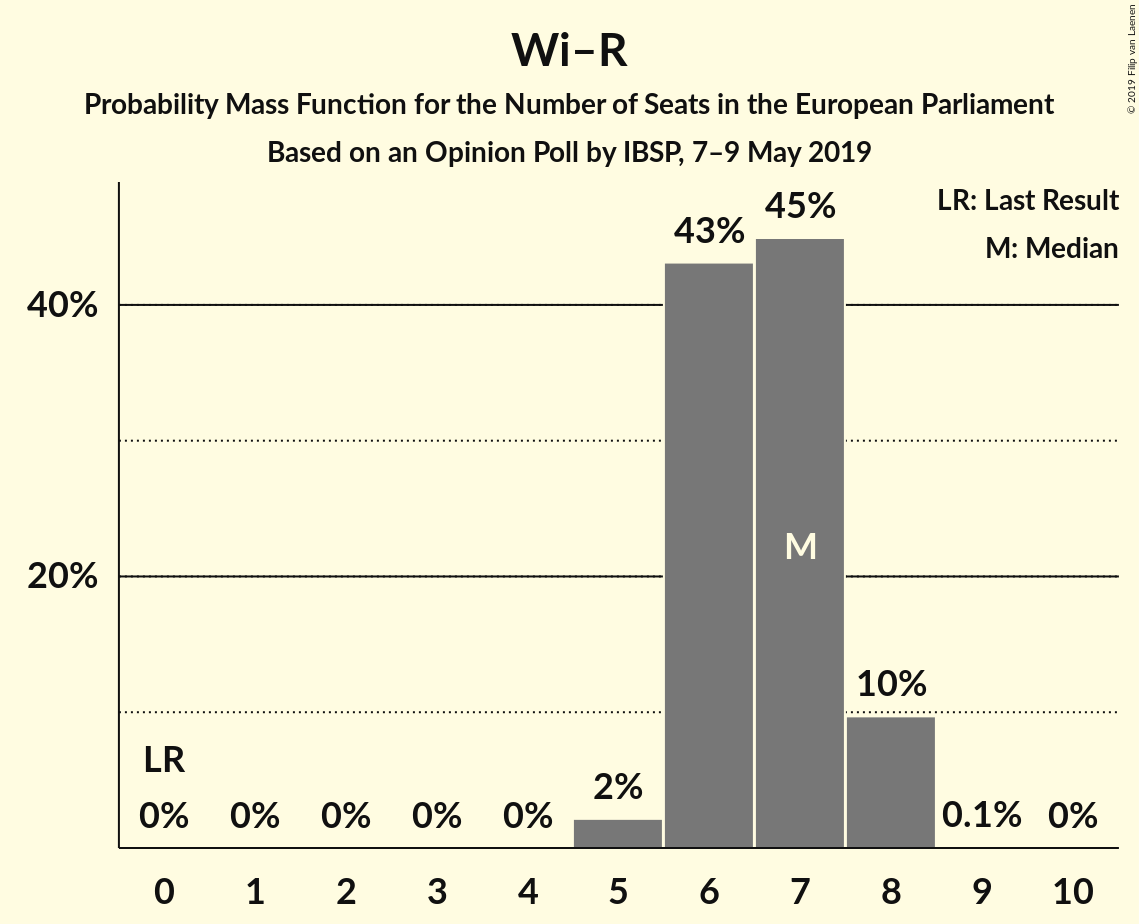 Wi–R
Probability Mass Function for the Number of Seats in the European Parliament
Based on an Opinion Poll by IBSP, 7–9 May 2019
© 2019 Filip van Laenen
LR: Last Result
M: Median
45%
43%
40%
M
20%
10%
LR
2%
0% 0% 0% 0% 0% 0.1% 0%
0 1 2 3 4 5 6 7 8 9 10